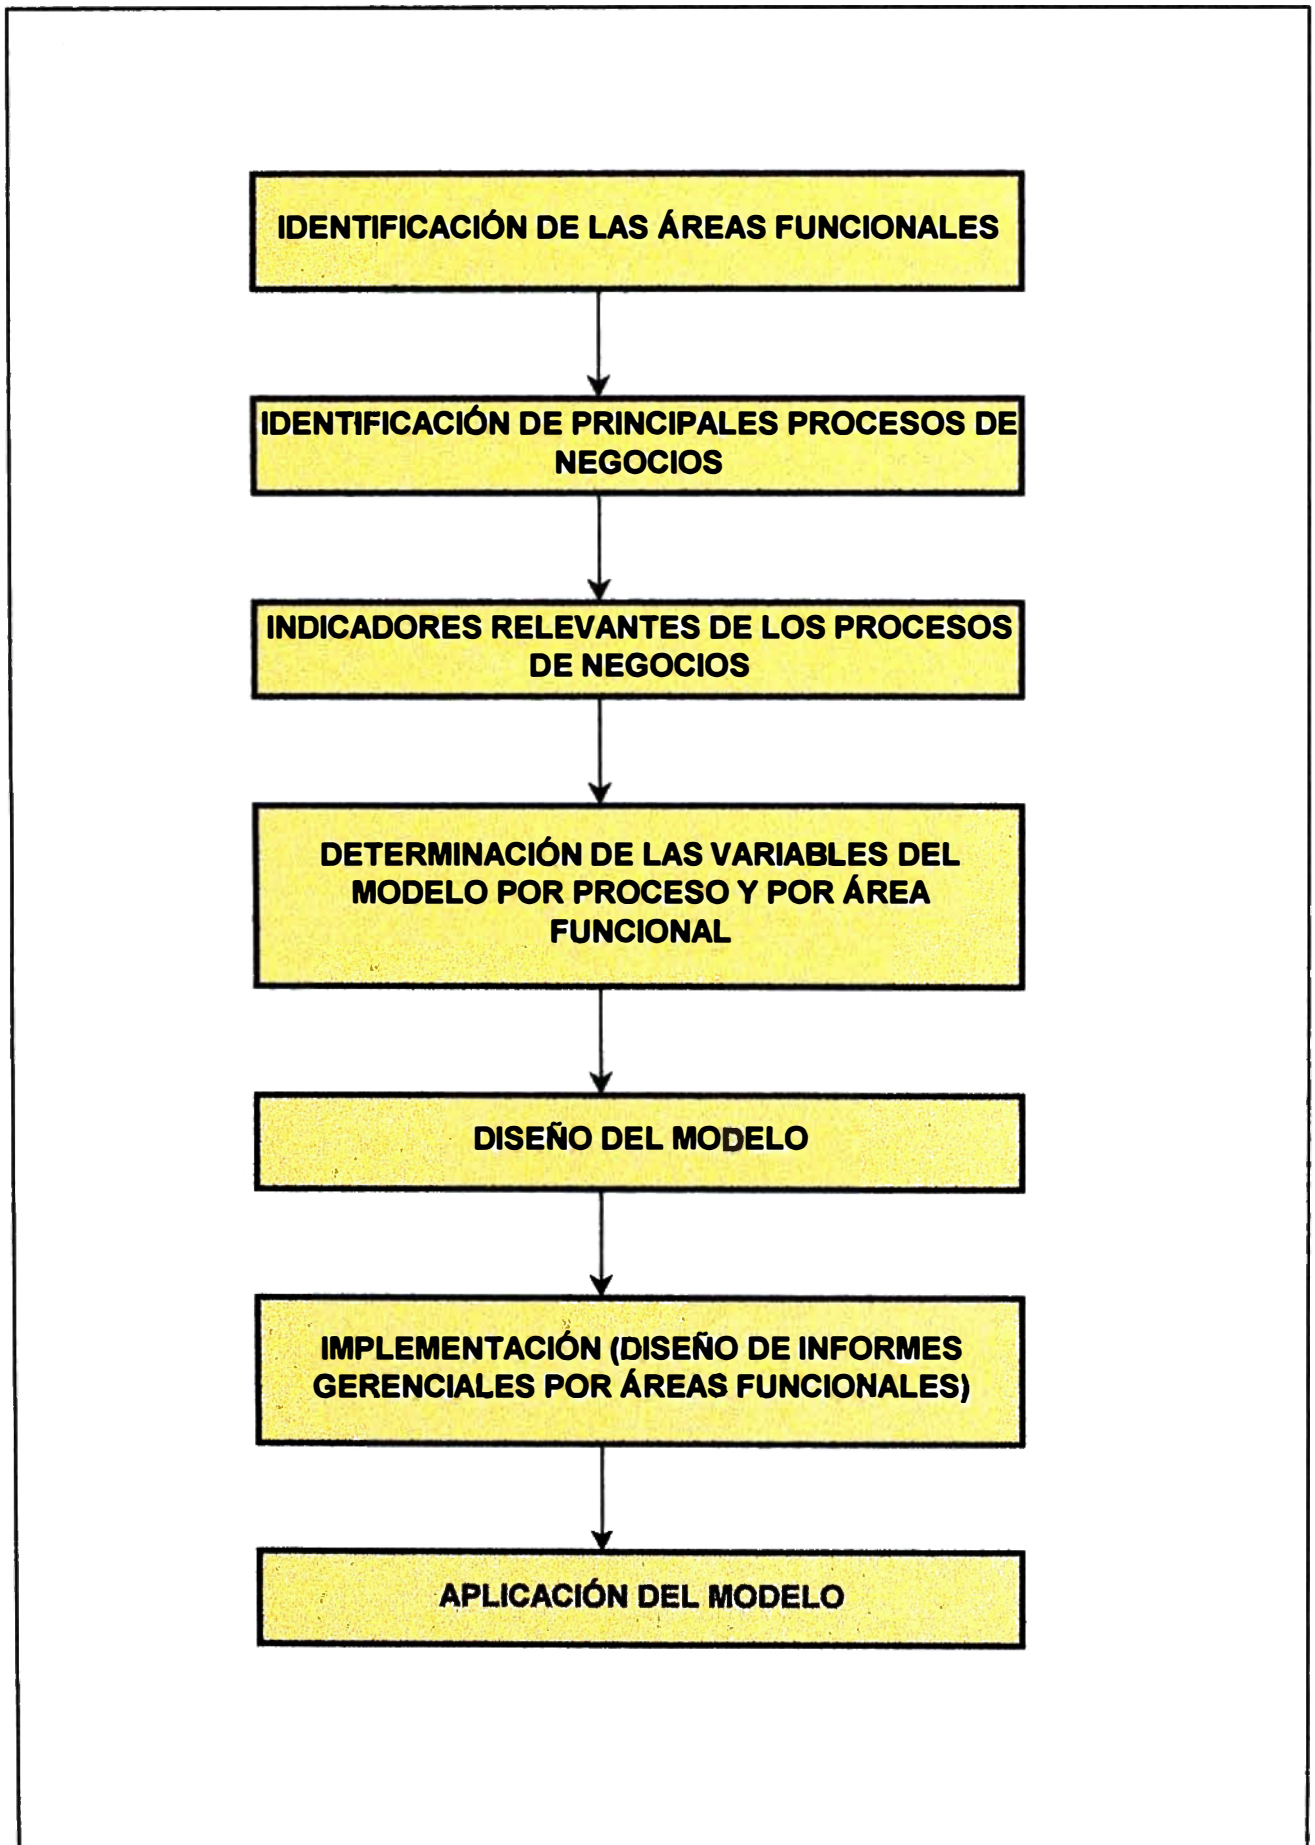 IDENTIFICACIÓN DE LAS ÁREAS FUNCIONALES
IDENTIFICACIÓN DE PRINCIPALES PROCESOS DE
NEGOCIOS
INDICADORES RELEVANTES DE LOS PROCESOS
DE NEGOCIOS
DETERMINACIÓN DE LAS VARIABLES DEL
MODELO POR PROCESO Y POR ÁREA
FUNCIONAL
DISEÑO DEL MODELO
IMPLEMENTACIÓN (DISEÑO DE INFORMES
GERENCIALES POR ÁREAS FUNCIONALES)
APLICACIÓN DEL MODELO